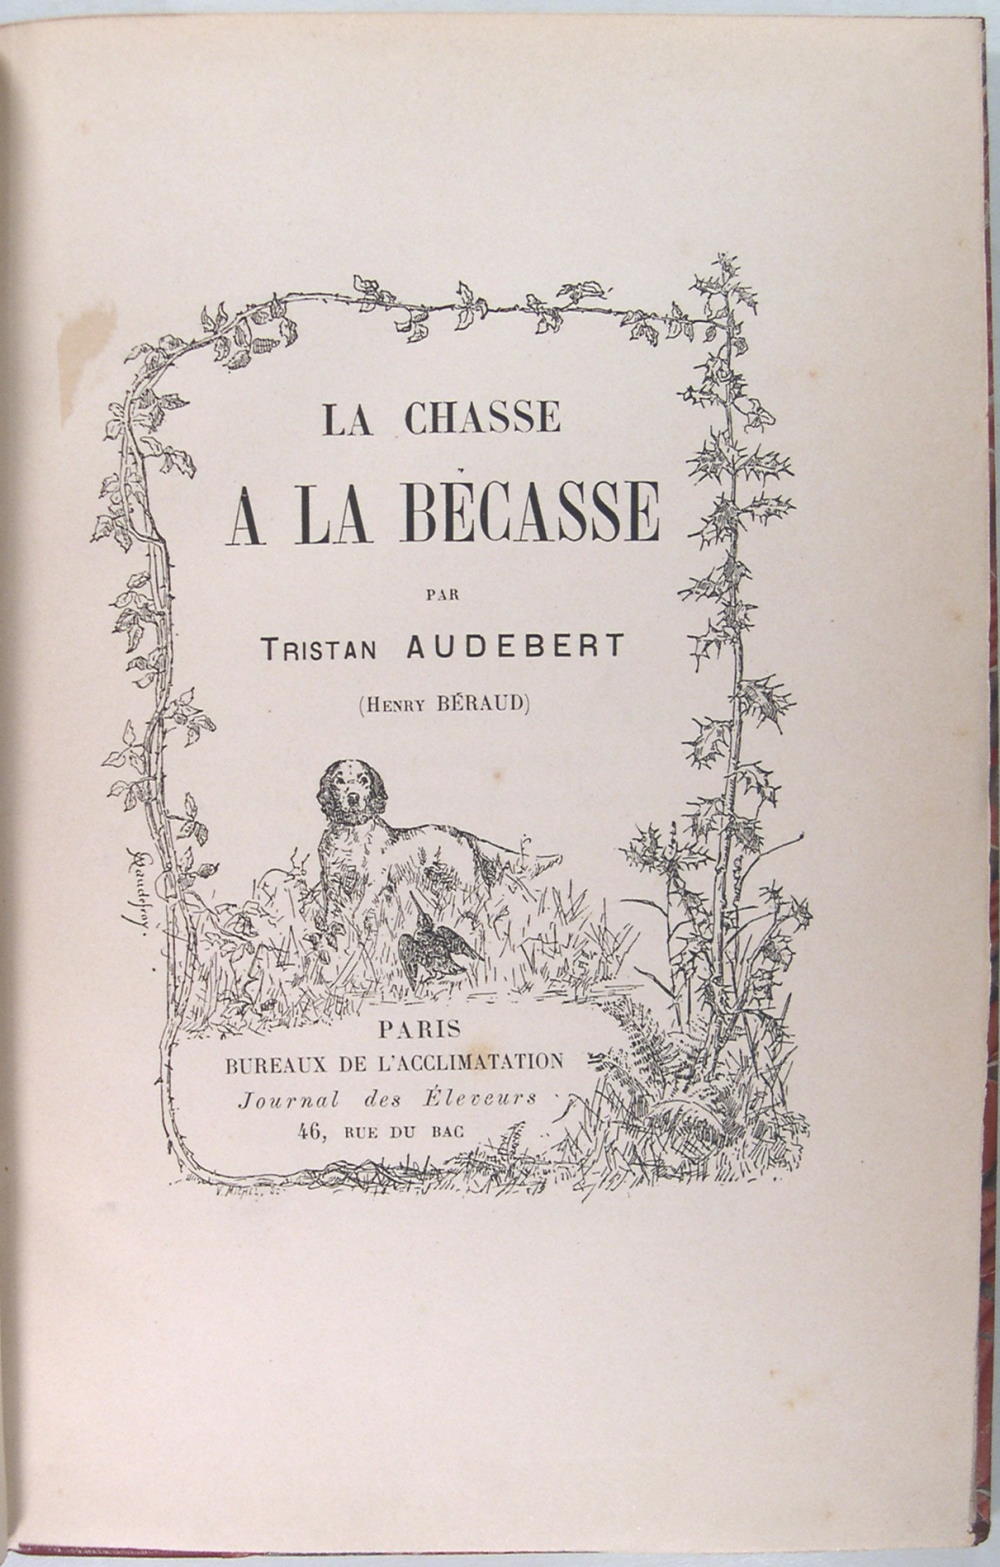 LA CHASSE
A LA BÉCASSE
PAR
TRISTAN AUDEBERT
(HENRY BÉRAUD)
PARIS
BUREAUX DE L'ACCLIMATATION
Journal des Éleveurs
46, RUE DU BAC